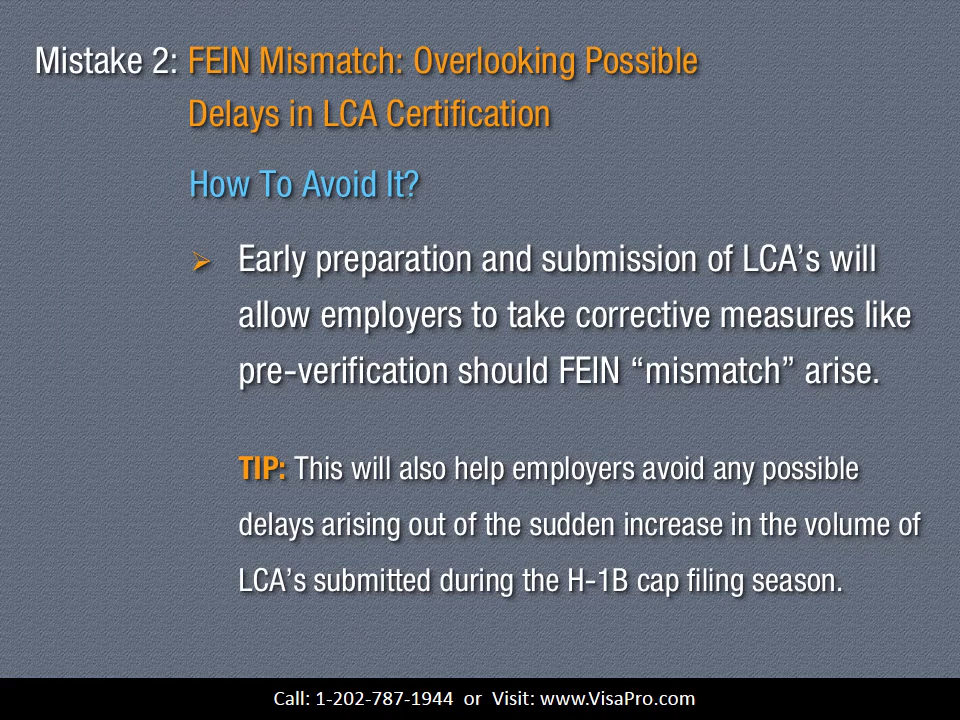 Mistake 2: FEIN Mismatch: Overlooking Possible
Delays in LCA Certification
How To Avoid It?
Early preparation and submission of LCA’s will
allow employers to take corrective measures like
pre-verification should FEIN “mismatch” arise.
TIP: This will also help employers avoid any possible
delays arising out of the sudden increase in the volume of
LCA’s submitted during the H-1B cap filing season.
Call: 1-202-787-1944 or Visit: www.VisaPro.com